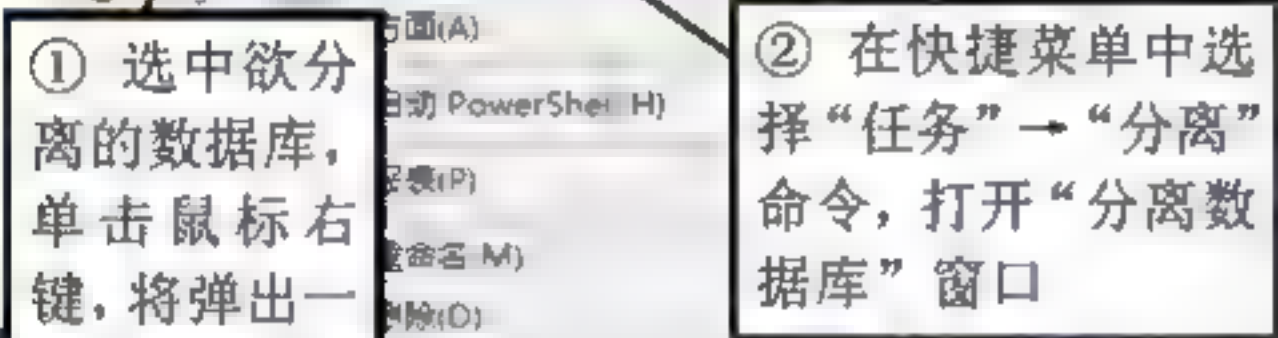 ① 选中欲分
离的数据库，
单击鼠标右
键，将弹出一
方面(A)
PowerShell(H)
报表(P)
重命名(M)
删除(D)
② 在快捷菜单中选
择“任务”→“分离”
命令，打开“分离数
据库”窗口